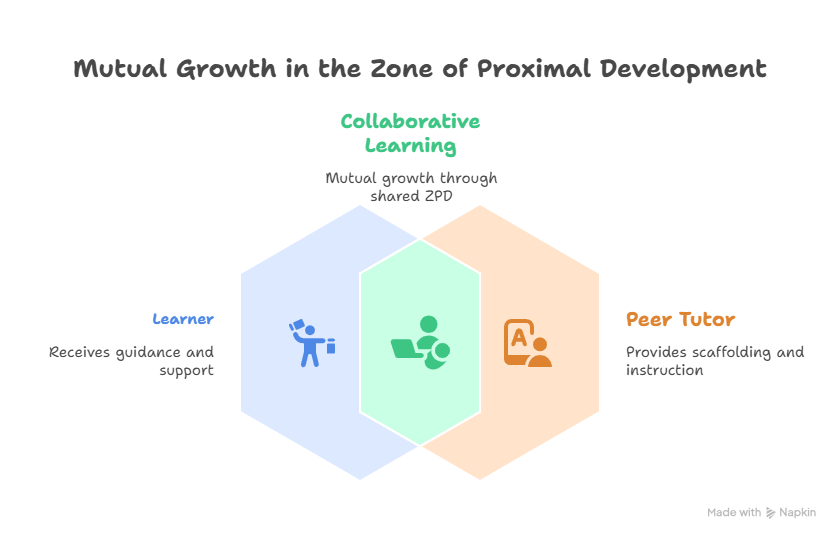 Mutual Growth in the Zone of Proximal Development
Collaborative
Learning
Mutual growth through
shared ZPD
Learner
Receives guidance and
support
A
Peer Tutor
Provides scaffolding and
instruction
Made with Napkin